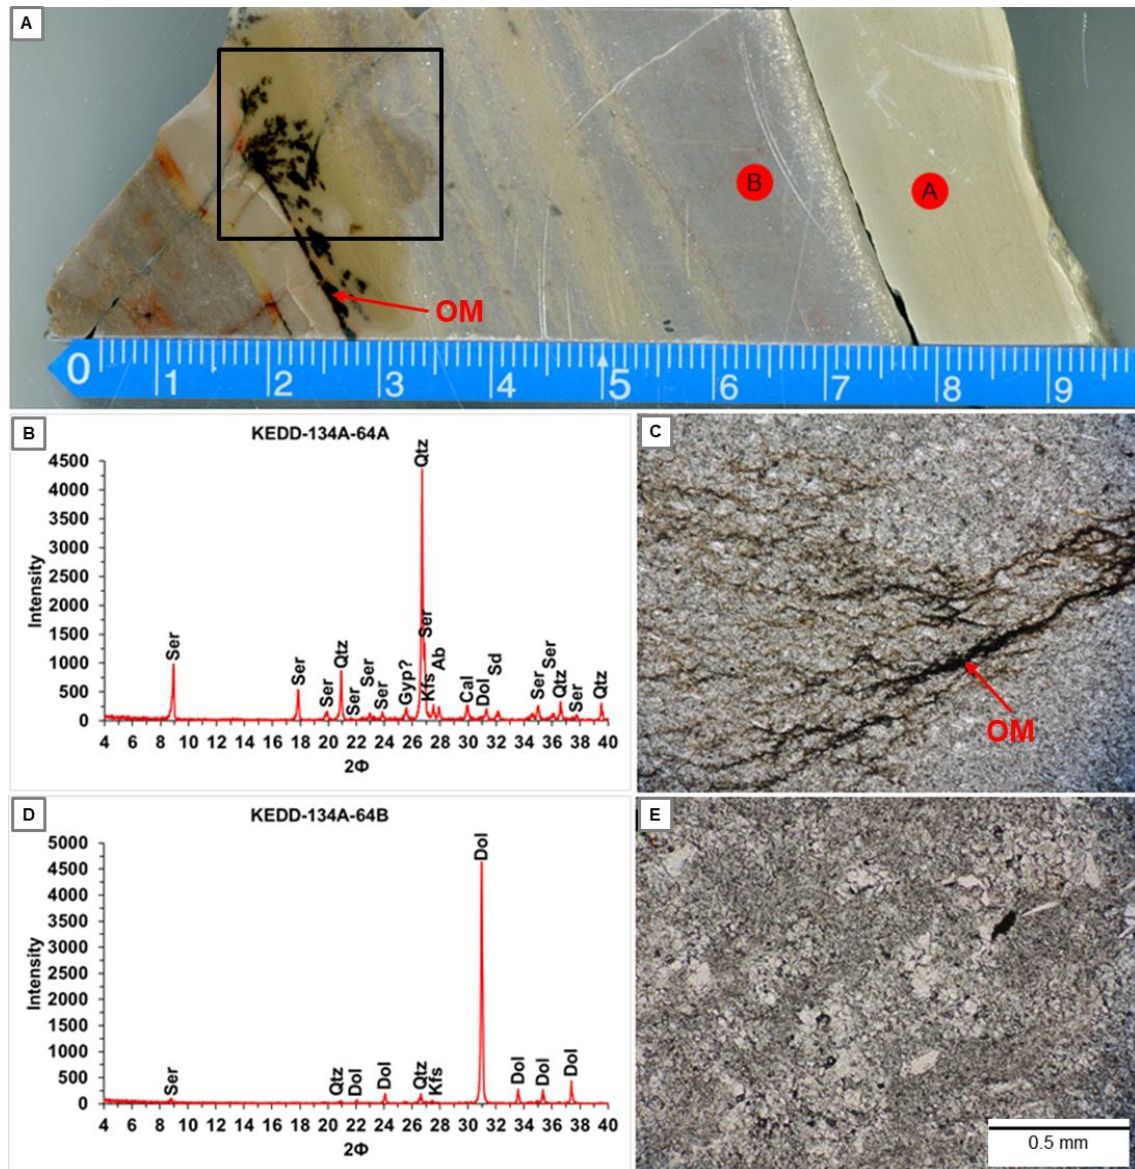 A
B
A
OM
0 1 2 3 4 5 6 7 8 9
B
KEDD-134A-64A
Intensity
4500
4000
3500
3000
2500
2000
1500
1000
500
0
Ser
Ser
Ser
Qtz
Ser
Ser
Ser
Gyp?
Qtz
Ser
Kfs
Ab
Cal
Dol
Sd
Ser
Ser
Qtz
Ser
Qtz
4 6 8 10 12 14 16 18 20 22 24 26 28 30 32 34 36 38 40
2Φ
C
OM
D
KEDD-134A-64B
Intensity
5000
4500
4000
3500
3000
2500
2000
1500
1000
500
0
Ser
Qtz
Dol
Dol
Qtz
Kfs
Dol
Dol
Dol
Dol
4 6 8 10 12 14 16 18 20 22 24 26 28 30 32 34 36 38 40
2Φ
E
0.5 mm